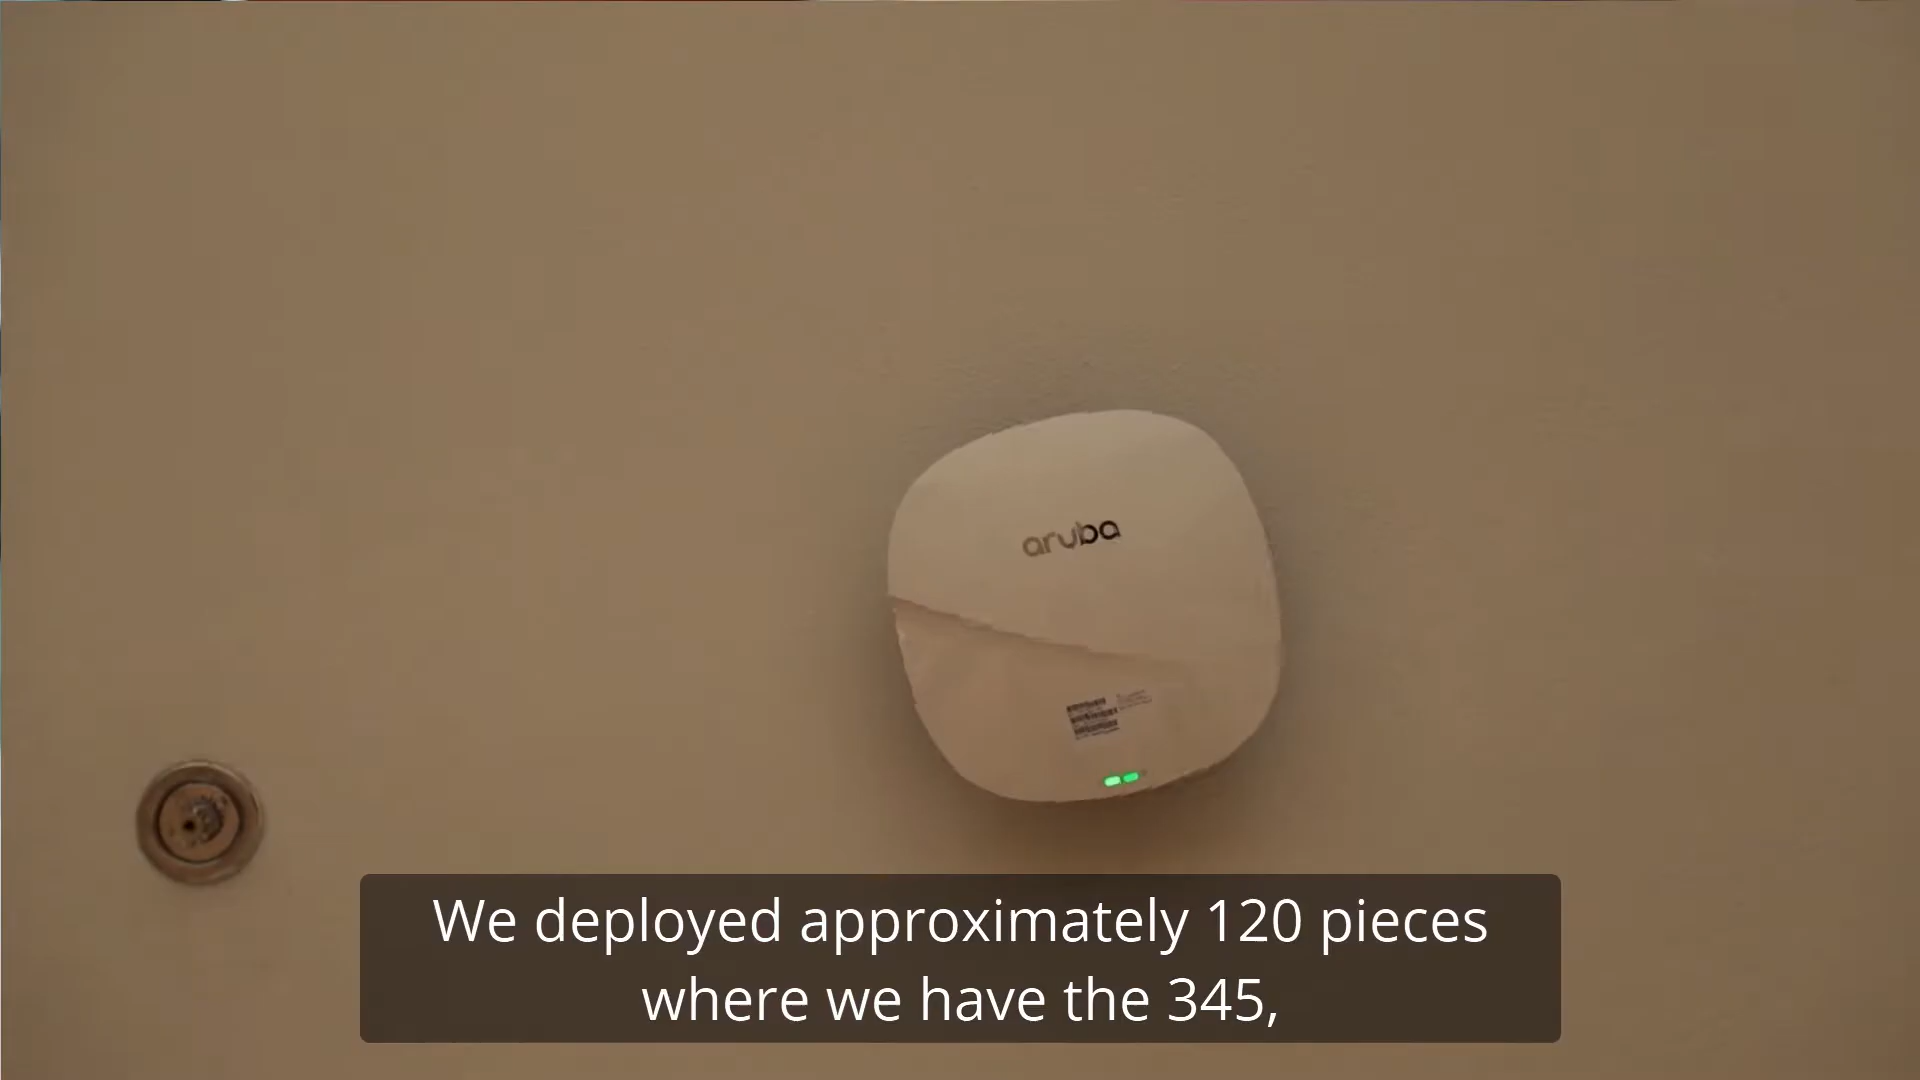 aruba
We deployed approximately 120 pieces
where we have the 345,